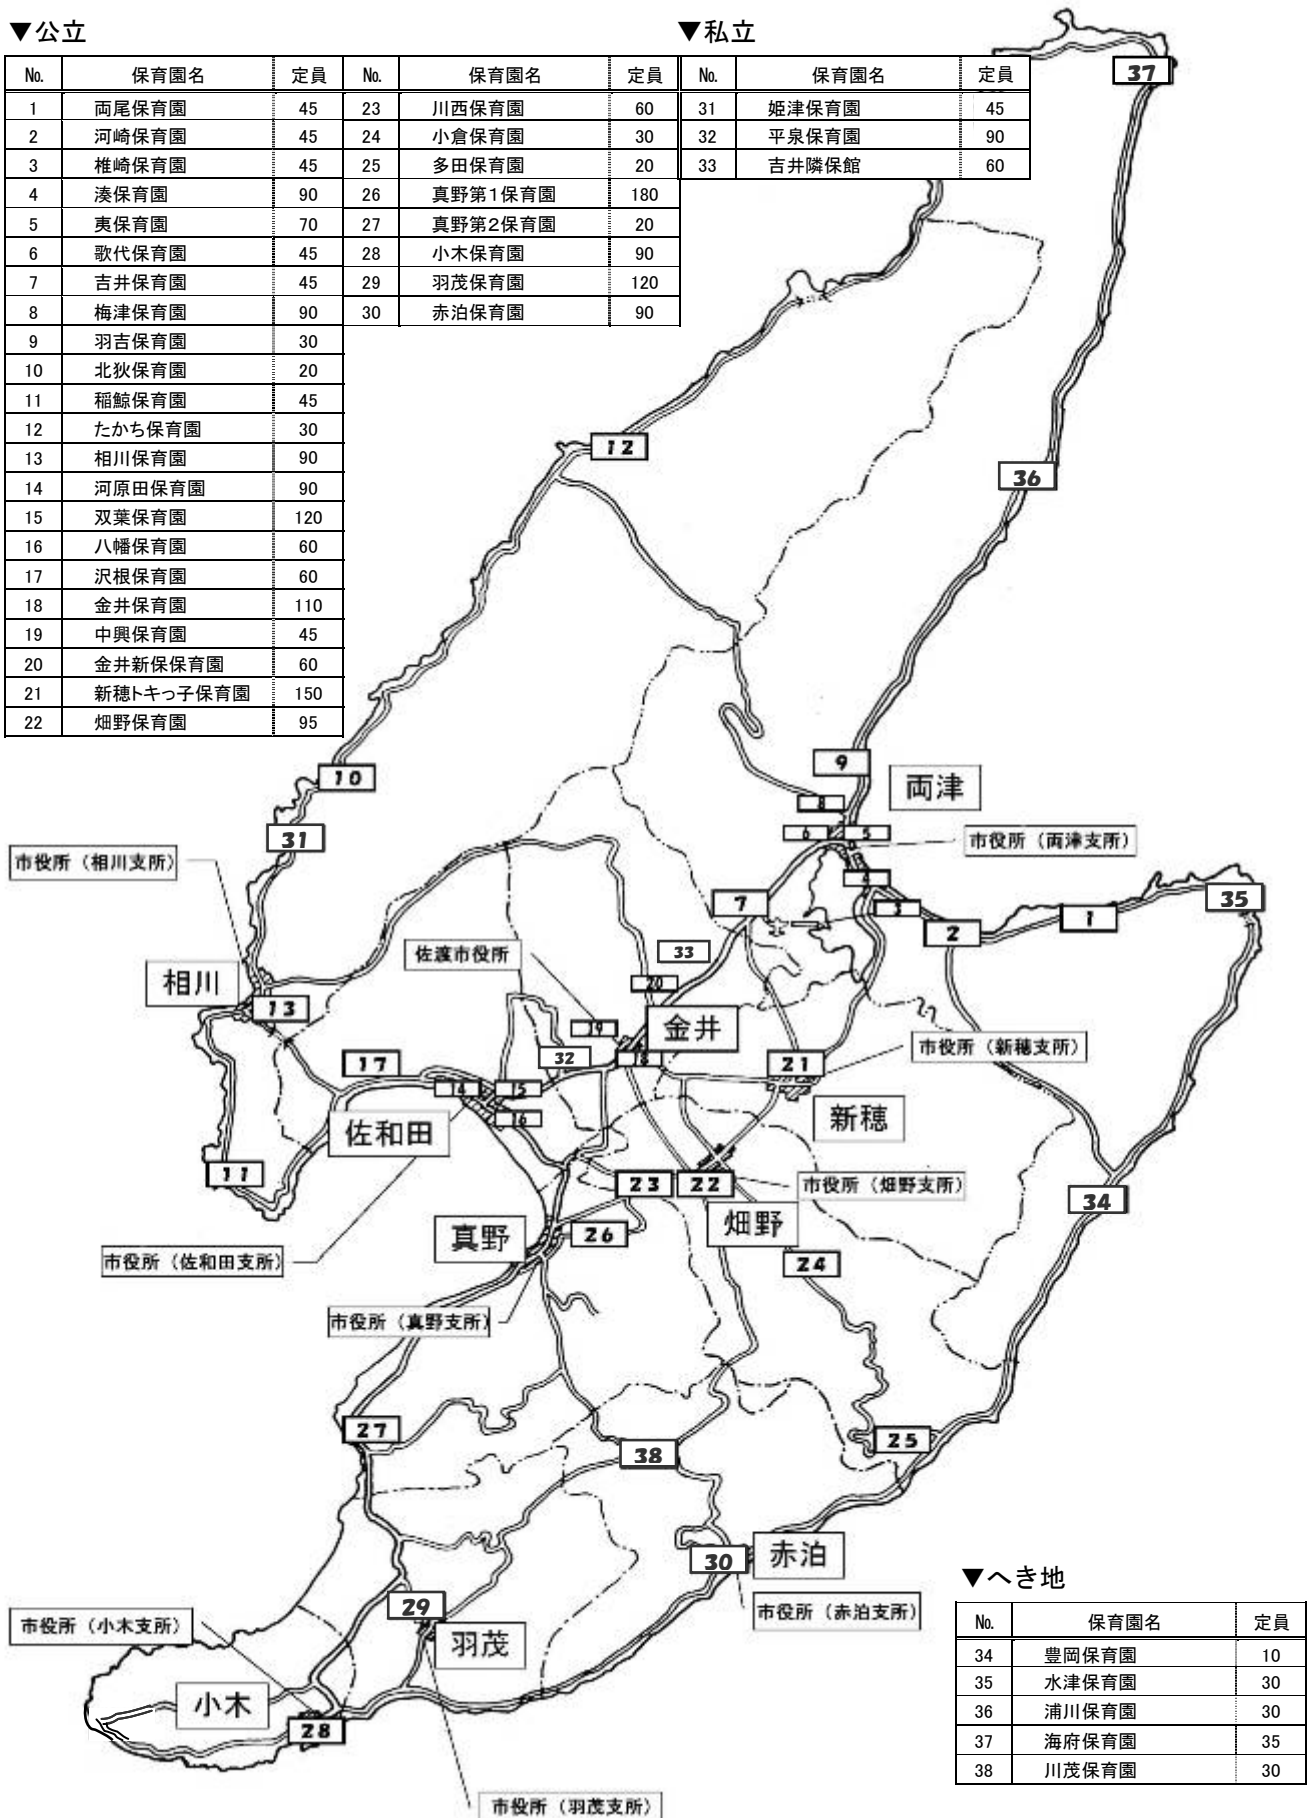 ▼公立
No. 保育園名 定員 No. 保育園名 定員
1 両尾保育園 45 23 川西保育園 60
2 河崎保育園 45 24 小倉保育園 30
3 椎崎保育園 45 25 多田保育園 20
4 湊保育園 90 26 真野第1保育園 180
5 夷保育園 70 27 真野第2保育園 20
6 歌代保育園 45 28 小木保育園 90
7 吉井保育園 45 29 羽茂保育園 120
8 梅津保育園 90 30 赤泊保育園 90
9 羽吉保育園 30
10 北狄保育園 20
11 稲鯨保育園 45
12 たかち保育園 30
13 相川保育園 90
14 河原田保育園 90
15 双葉保育園 120
16 八幡保育園 60
17 沢根保育園 60
18 金井保育園 110
19 中興保育園 45
20 金井新保保育園 60
21 新穂トキっ子保育園 150
22 畑野保育園 95
▼私立
No. 保育園名 定員
31 姫津保育園 45
32 平泉保育園 90
33 吉井隣保館 60
37
12
36
10
9
両津
8
31
6
5
市役所（両津支所）
市役所（相川支所）
4
7
3
35
1
2
33
佐渡市役所
相川
20
13
19
金井
市役所（新穂支所）
32
18
17
21
14
15
16
新穂
佐和田
11
23
22
市役所（畑野支所）
34
真野
26
畑野
市役所（佐和田支所）
24
市役所（真野支所）
27
25
38
30
赤泊
29
市役所（赤泊支所）
市役所（小木支所）
羽茂
小木
28
市役所（羽茂支所）
▼へき地
No. 保育園名 定員
34 豊岡保育園 10
35 水津保育園 30
36 浦川保育園 30
37 海府保育園 35
38 川茂保育園 30